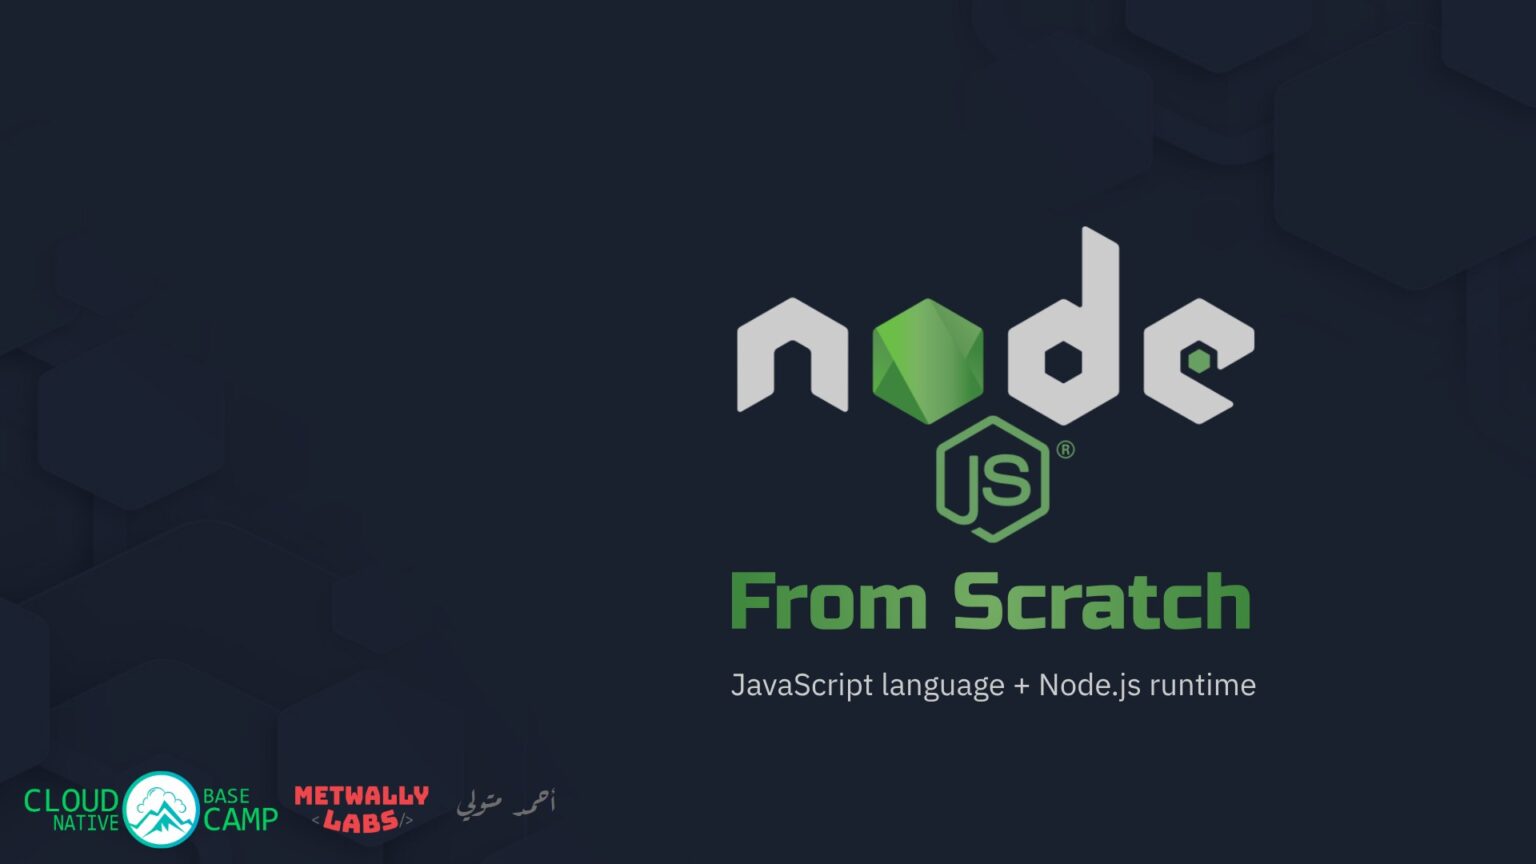 node
JS®
From Scratch
JavaScript language + Node.js runtime
CLOUD NATIVE BASE CAMP
METWALLY
<LABS/>
أحمد متولي